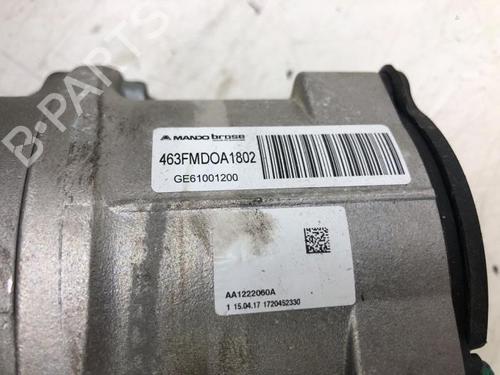 B-PARTS
MANDO brose
463FMDOA1802
GE61001200
AA1222060A
1 15.04.17 1720452330